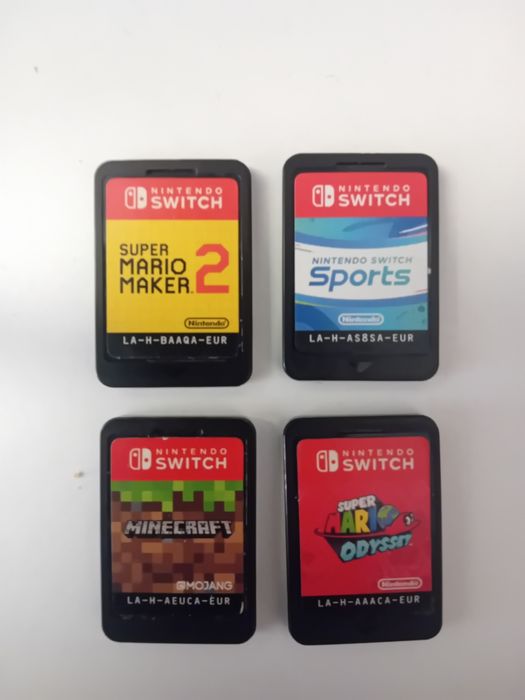 NINTENDO
SWITCH
SUPER
MARIO
MAKER 2
Nintendo
LA-H-BAAQA-EUR
NINTENDO
SWITCH
NINTENDO SWITCH
Sports
Nintendo
LA-H-AS8SA-EUR
NINTENDO
SWITCH
MINECRAFT
MOJANG
LA-H-AEUCA-EUR
NINTENDO
SWITCH
SUPER
MARIO
ODYSSEY
Nintendo
LA-H-AAACA-EUR